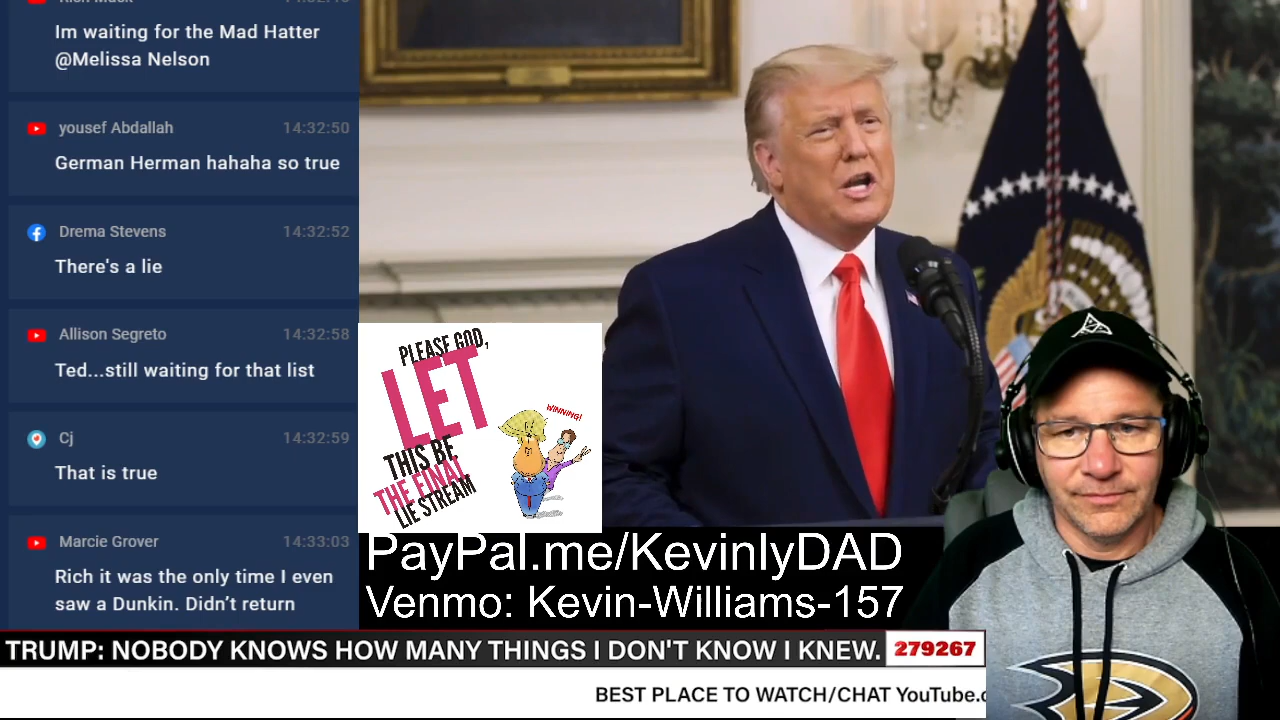 Im waiting for the Mad Hatter
@Melissa Nelson
yousef Abdallah 14:32:50
German Herman hahaha so true
Drema Stevens 14:32:52
There's a lie
Allison Segreto 14:32:58
Ted...still waiting for that list
Cj 14:32:59
That is true
Marcie Grover 14:33:03
Rich it was the only time I even
saw a Dunkin. Didn’t return
PLEASE GOD,
LET
THIS BE
THE FINAL
LIE STREAM
WINNING!
PayPal.me/KevinlyDAD
Venmo: Kevin-Williams-157
TRUMP: NOBODY KNOWS HOW MANY THINGS I DON'T KNOW I KNEW. 279267
BEST PLACE TO WATCH/CHAT YouTube.c